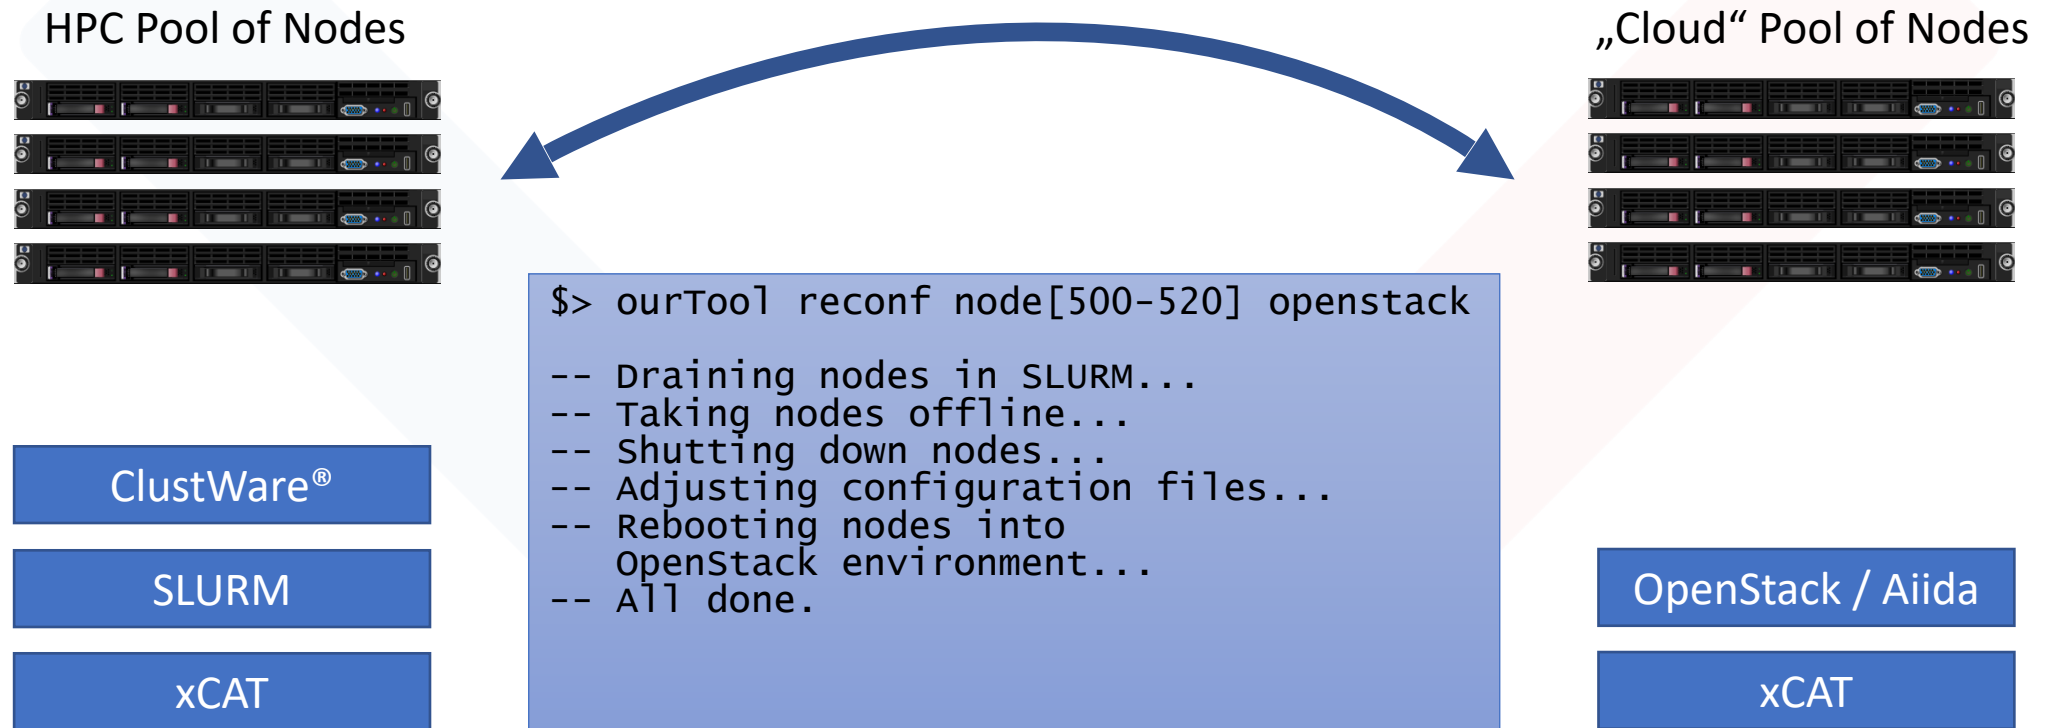 HPC Pool of Nodes
„Cloud“ Pool of Nodes
$> ourTool reconf node[500-520] openstack
-- Draining nodes in SLURM...
-- Taking nodes offline...
-- Shutting down nodes...
-- Adjusting configuration files...
-- Rebooting nodes into
OpenStack environment...
-- All done.
ClustWare®
SLURM
xCAT
OpenStack / Aiida
xCAT